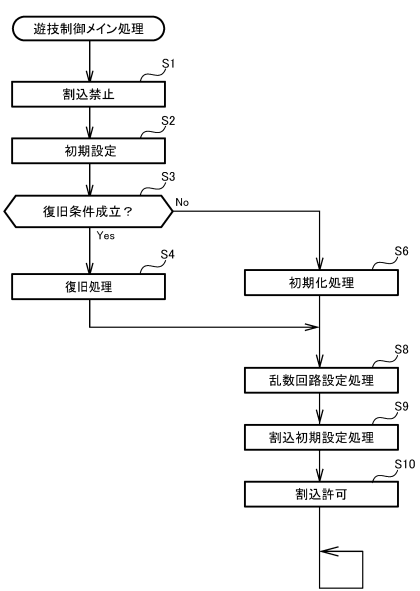 遊技制御メイン処理
S1
割込禁止
S2
初期設定
S3
復旧条件成立？
No
Yes
S4
復旧処理
S6
初期化処理
S8
乱数回路設定処理
S9
割込初期設定処理
S10
割込許可